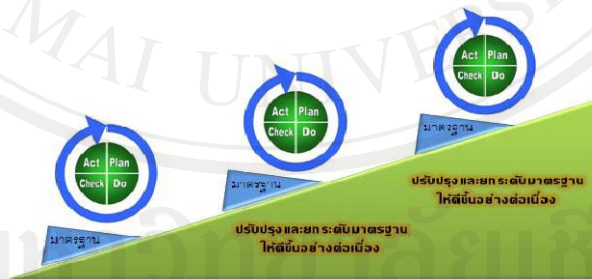 MAI UNIVERS
Act Plan
Check Do
มาตรฐาน
Act Plan
Check Do
มาตรฐาน
Act Plan
Check Do
มาตรฐาน
ปรับปรุง และยก ระดับมาตรฐาน
ให้ดีขึ้นอย่างต่อเนื่อง
ปรับปรุง และยก ระดับมาตรฐาน
ให้ดีขึ้นอย่างต่อเนื่อง